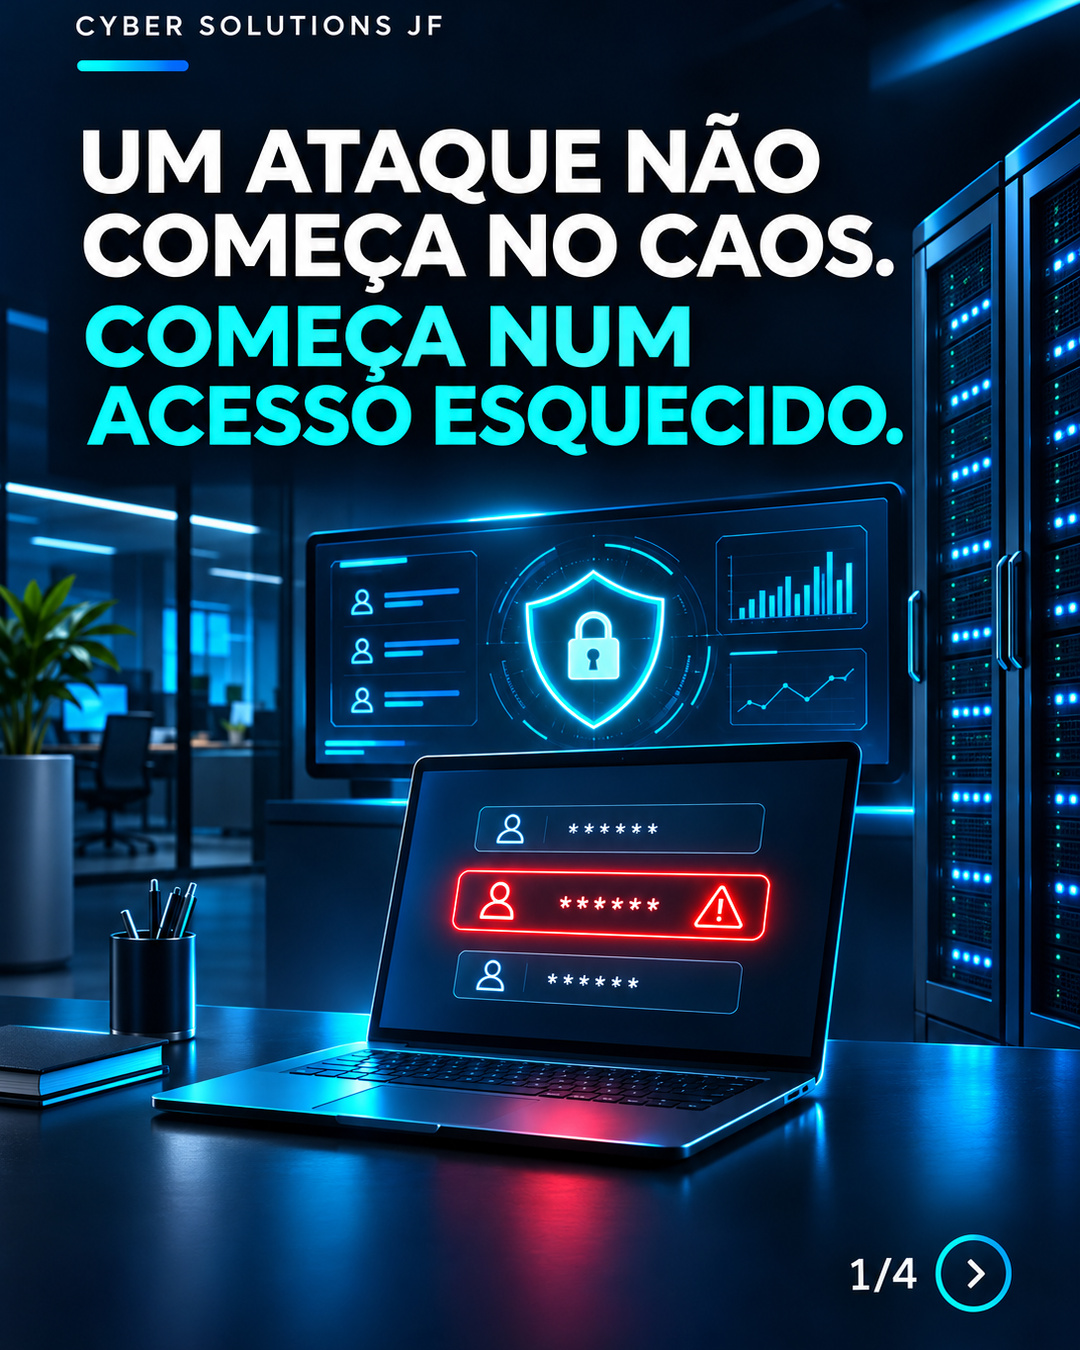 CYBER SOLUTIONS JF
UM ATAQUE NÃO
COMEÇA NO CAOS.
COMEÇA NUM
ACESSO ESQUECIDO.
******
******
******
1/4